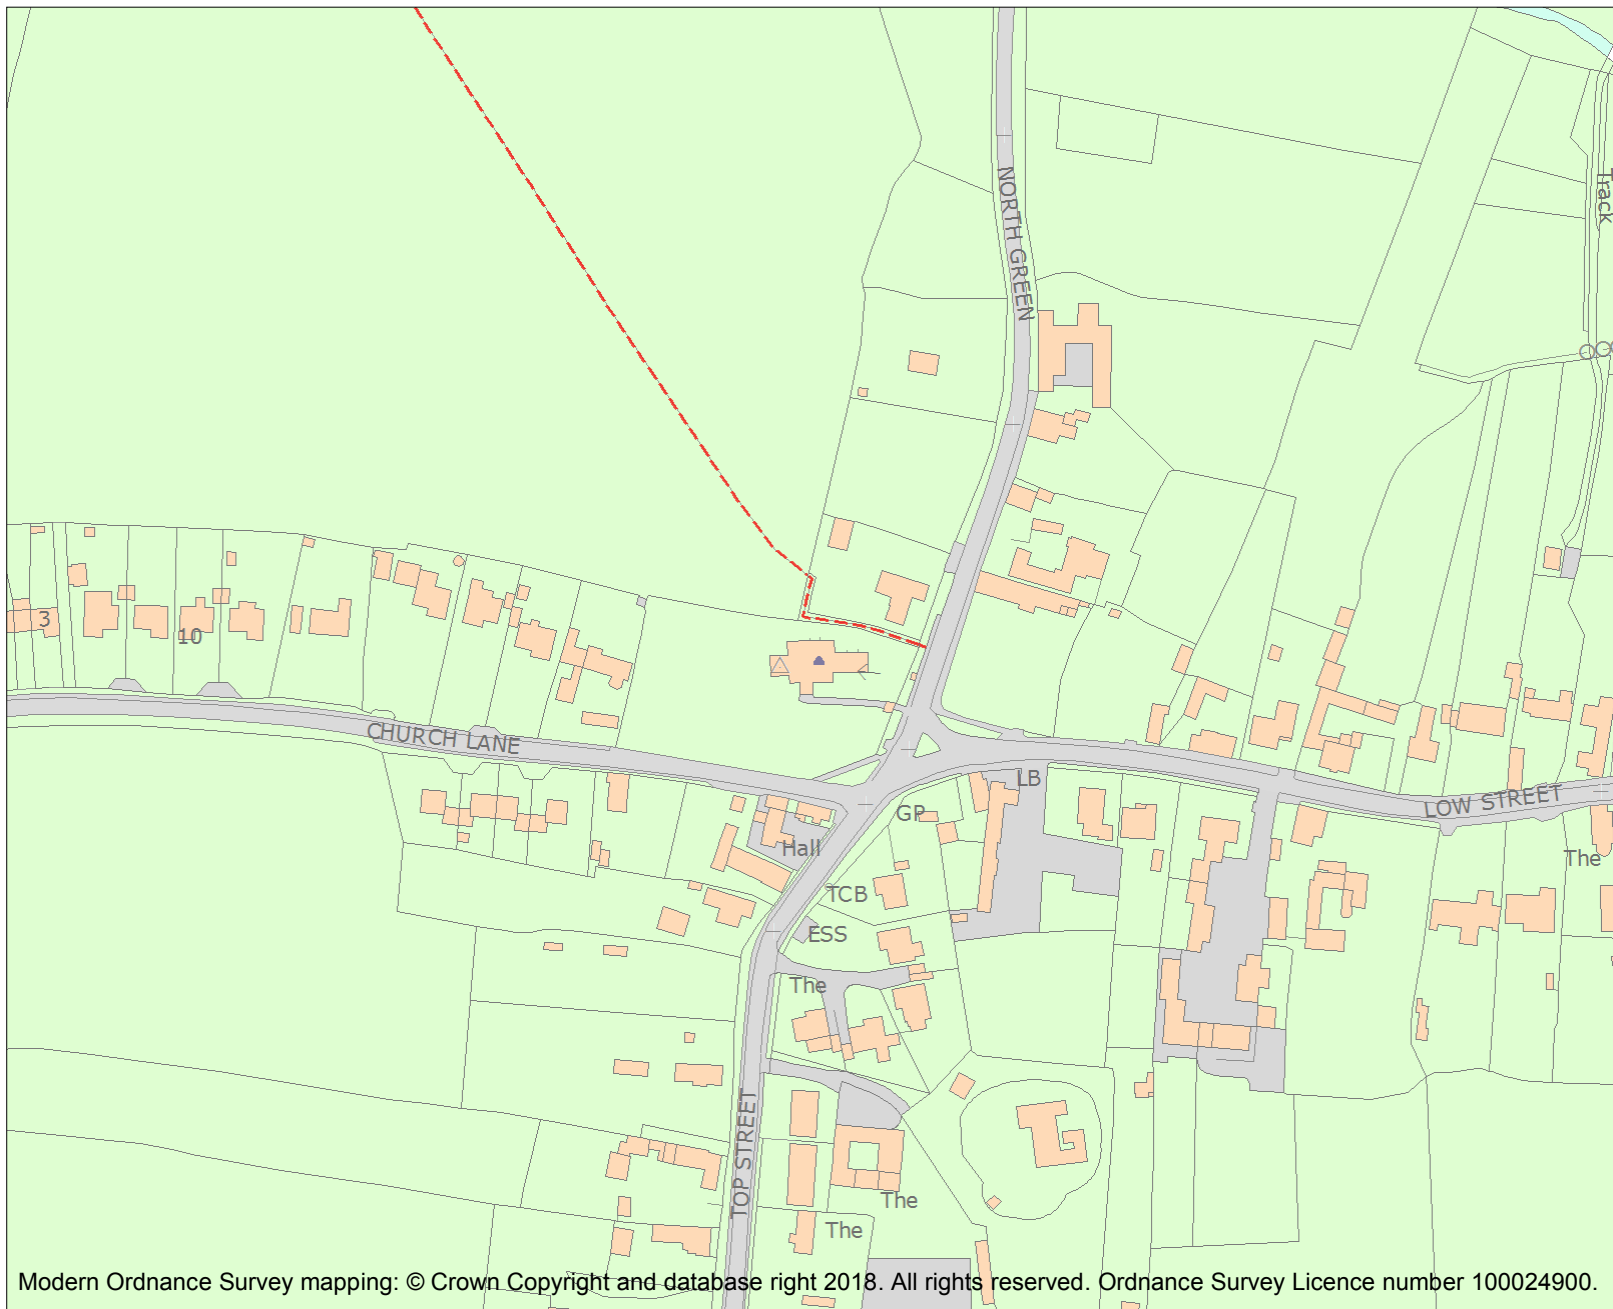 NORTH GREEN
Track
3
10
CHURCH LANE
LB
LOW STREET
GP
Hall
The
TCB
ESS
The
TOP STREET
The
The
Modern Ordnance Survey mapping: © Crown Copyright and database right 2018. All rights reserved. Ordnance Survey Licence number 100024900.